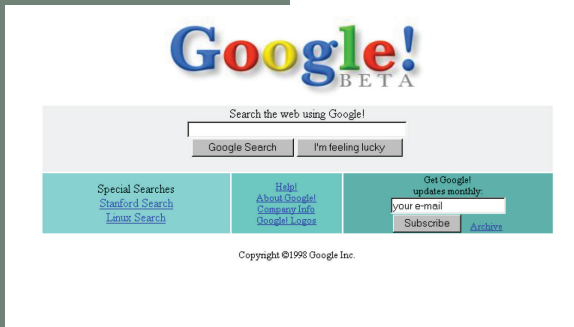 Google!
BETA
Search the web using Google!
Google Search I'm feeling lucky
Special Searches
Stanford Search
Linux Search
Help!
About Google!
Company Info
Google! Logos
Get Google!
updates monthly:
your e-mail
Subscribe Archive
Copyright ©1998 Google Inc.